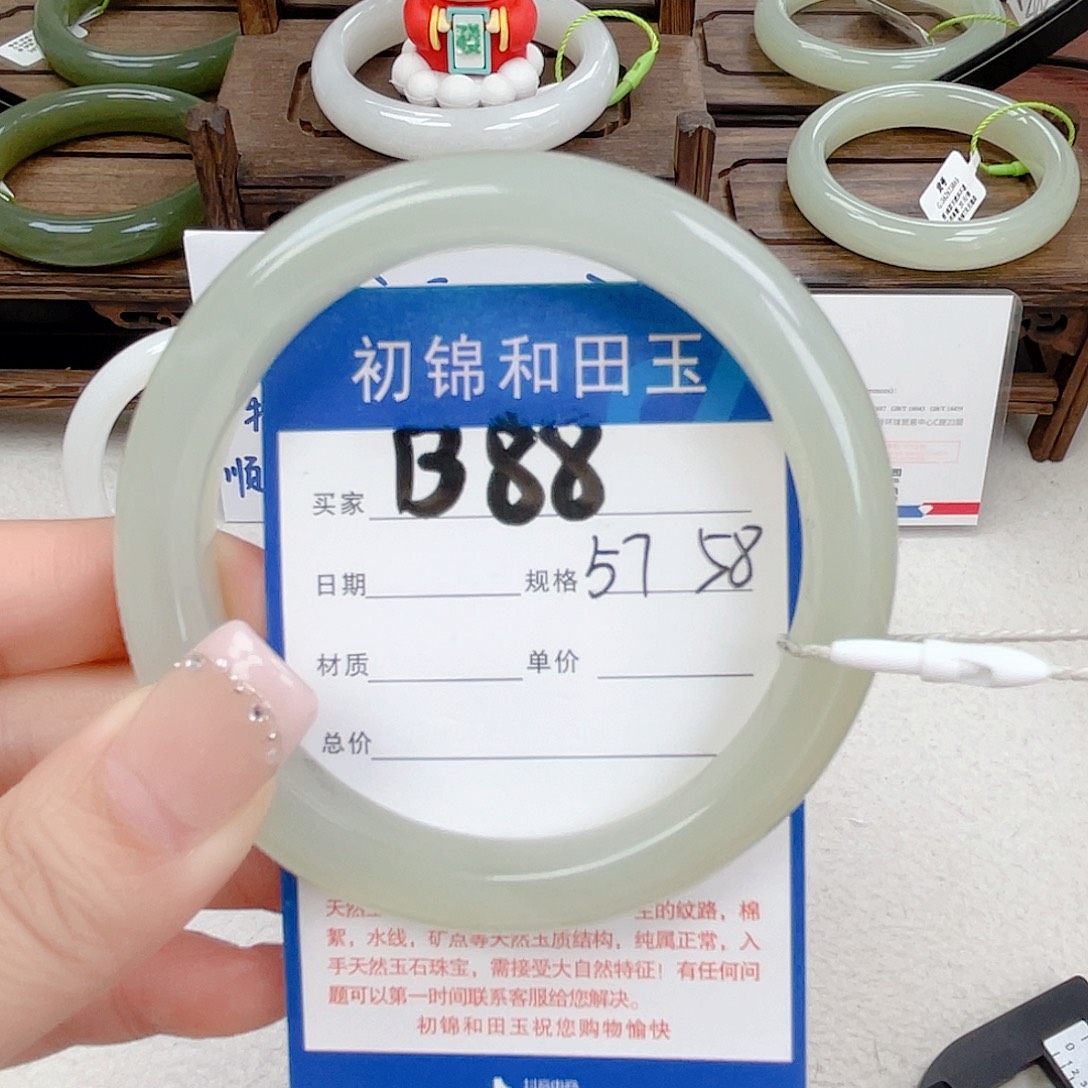 初锦和田玉
买家 B88
日期 规格 57 58
材质 单价
总价
生的紋路，棉
絮，水线，矿点等天然玉质结构，纯属正常，入
手天然玉石珠宝，需接受大自然特征！有任何问
题可以第一时间联系客服给您解决。
初锦和田玉祝您购物愉快
顺